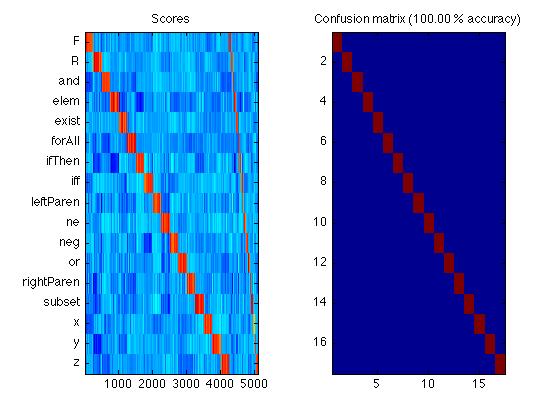 Scores
F
R
and
elem
exist
forAll
ifThen
iff
leftParen
ne
neg
or
rightParen
subset
x
y
z
1000 2000 3000 4000 5000
Confusion matrix (100.00 % accuracy)
2
4
6
8
10
12
14
16
5 10 15